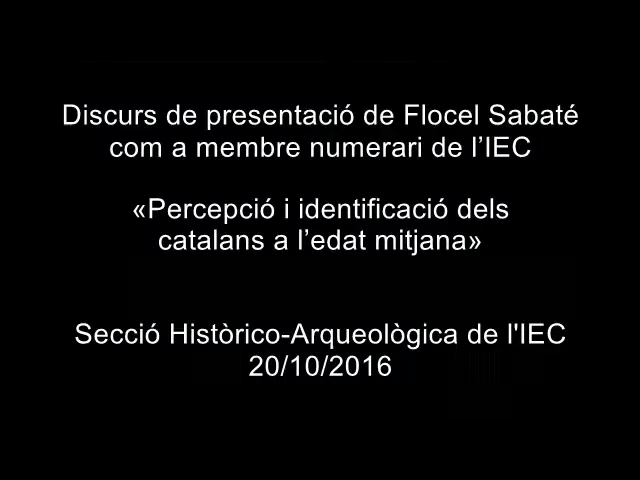 Discurs de presentació de Flocel Sabaté
com a membre numerari de l’IEC
«Percepció i identificació dels
catalans a l’edat mitjana»
Secció Històrico-Arqueològica de l'IEC
20/10/2016